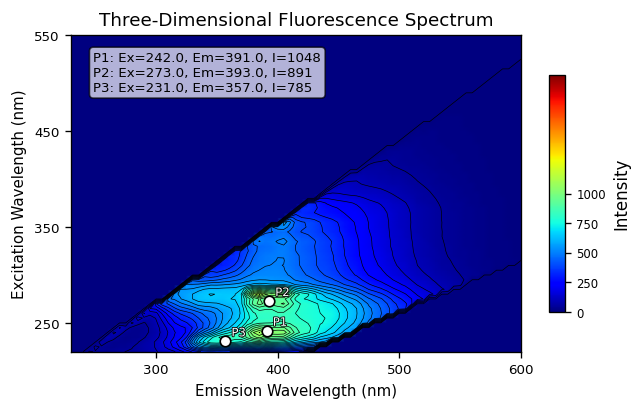 Three-Dimensional Fluorescence Spectrum
P1: Ex=242.0, Em=391.0, I=1048
P2: Ex=273.0, Em=393.0, I=891
P3: Ex=231.0, Em=357.0, I=785
Excitation Wavelength (nm)
550
450
350
250
P2
P1
P3
300
400
500
600
Emission Wavelength (nm)
1000
750
500
250
0
Intensity